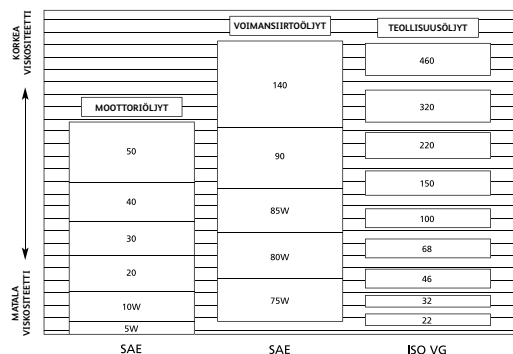 KORKEA
VISKOSITEETTI
MATALA
VISKOSITEETTI
MOOTTORIÖLJYT
50
40
30
20
10W
5W
SAE
VOIMANSIIRTOÖLJYT
140
90
85W
80W
75W
SAE
TEOLLISUUSÖLJYT
460
320
220
150
100
68
46
32
22
ISO VG